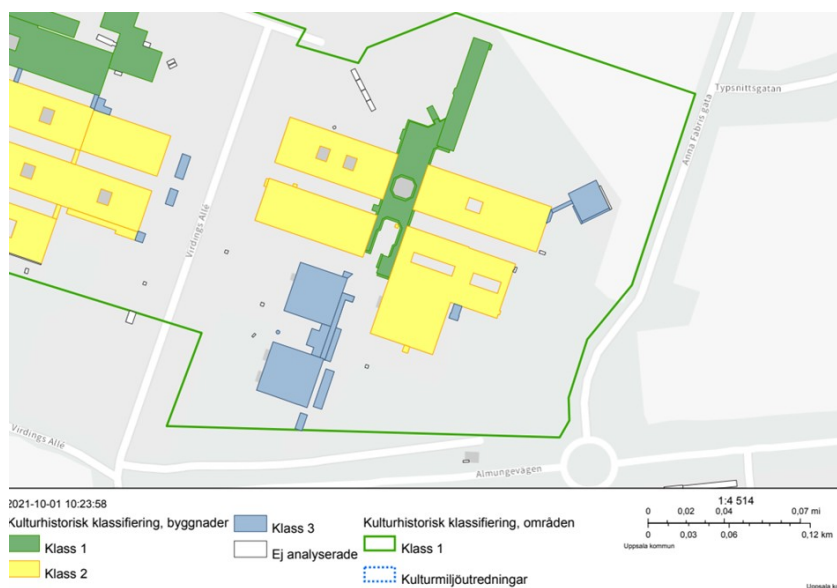 Typsnittsgatan
Anna Fabris gata
Virdings Allé
Virdings Allé
Almungevägen
2021-10-01 10:23:58
Kulturhistorisk klassifiering, byggnader
Klass 1
Klass 2
Klass 3
Ej analyserade
Kulturhistorisk klassifiering, områden
Klass 1
Kulturmiljöutredningar
1:4 514
0 0,02 0,04 0,07 mi
0 0,03 0,06 0,12 km
Uppsala kommun
Uppsala k